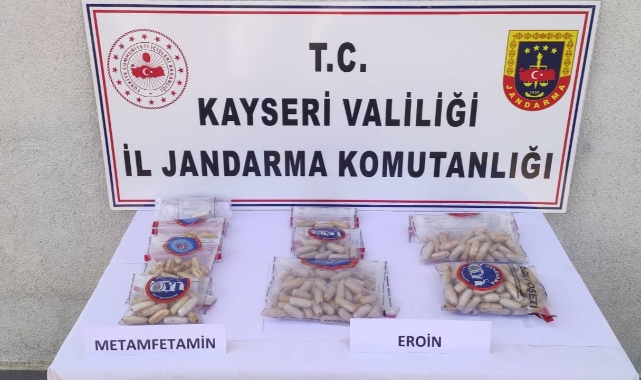 T.C.
KAYSERİ VALİLİĞİ
İL JANDARMA KOMUTANLIĞI
JANDARMA
METAMFETAMİN
EROİN